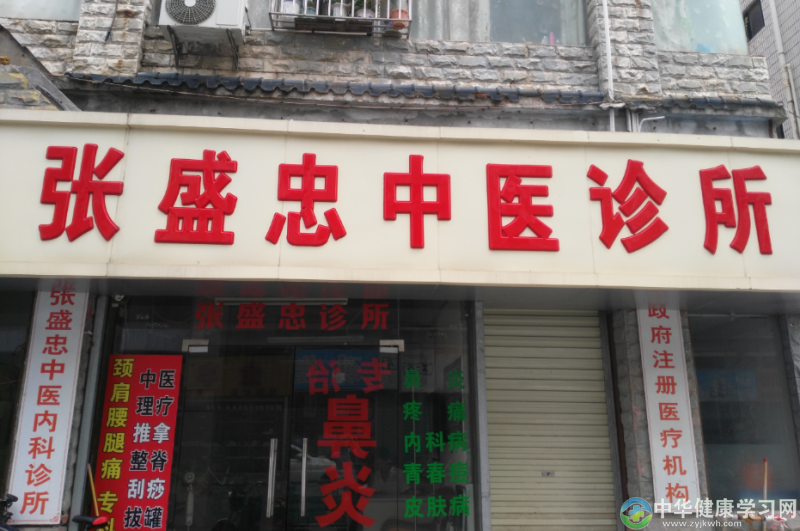 张盛忠中医诊所
张盛忠中医内科诊所
张盛忠诊所
颈肩腰腿痛 专
中医
理疗
推拿
整脊
刮痧
拔罐
专治
鼻炎
疼痛
内科病
青春痘
皮肤病
政府注册医疗机构
中华健康学习网
www.zyjkwh.com